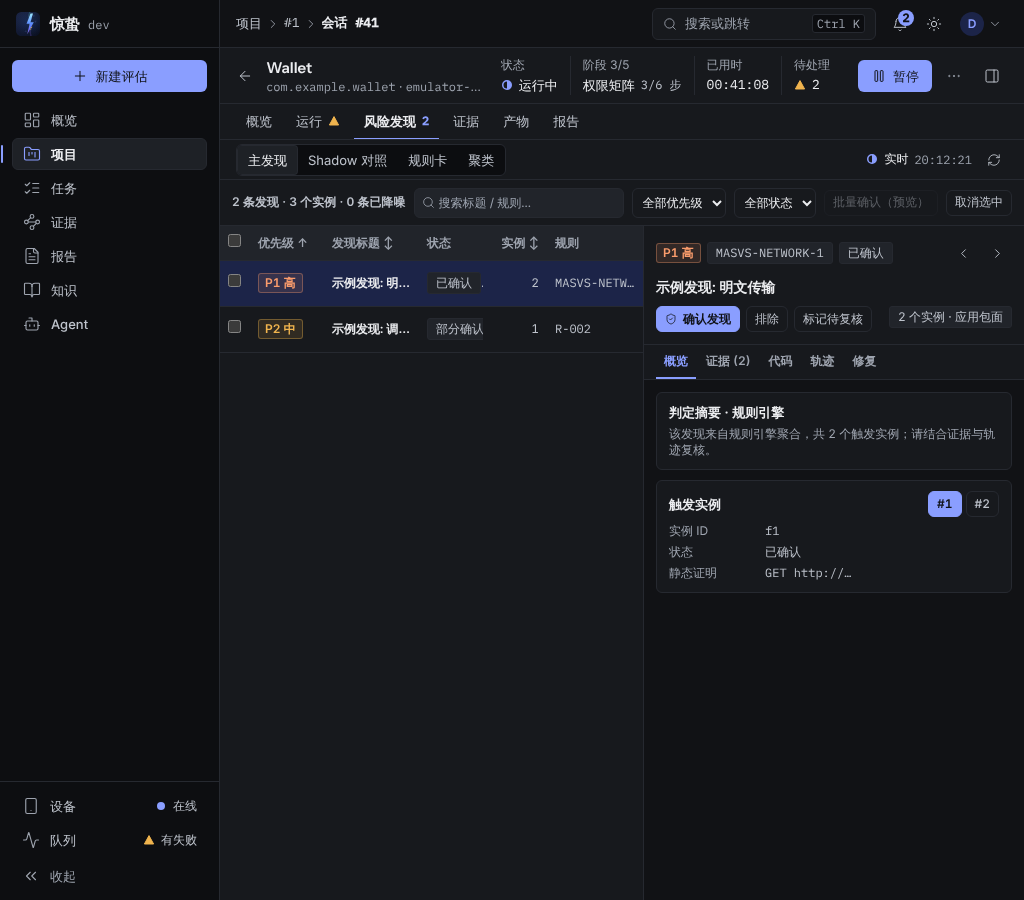 惊蛰 dev
项目 > #1 > 会话 #41
搜索或跳转 Ctrl K
2
D
新建评估
概览
项目
任务
证据
报告
知识
Agent
设备 在线
队列 有失败
收起
Wallet
com.example.wallet · emulator-…
状态
运行中
阶段 3/5
权限矩阵 3/6 步
已用时
00:41:08
待处理
2
暂停
概览 运行 风险发现 2 证据 产物 报告
主发现 Shadow 对照 规则卡 聚类
实时 20:12:21
2 条发现 · 3 个实例 · 0 条已降噪
搜索标题 / 规则…
全部优先级
全部状态
批量确认（预览）
取消选中
优先级 ↑ 发现标题 状态 实例 规则
P1 高 示例发现: 明… 已确认 2 MASVS-NETW…
P2 中 示例发现: 调… 部分确认 1 R-002
P1 高 MASVS-NETWORK-1 已确认
示例发现: 明文传输
确认发现 排除 标记待复核 2 个实例 · 应用包面
概览 证据 (2) 代码 轨迹 修复
判定摘要 · 规则引擎
该发现来自规则引擎聚合，共 2 个触发实例；请结合证据与轨
迹复核。
触发实例 #1 #2
实例 ID f1
状态 已确认
静态证明 GET http://…